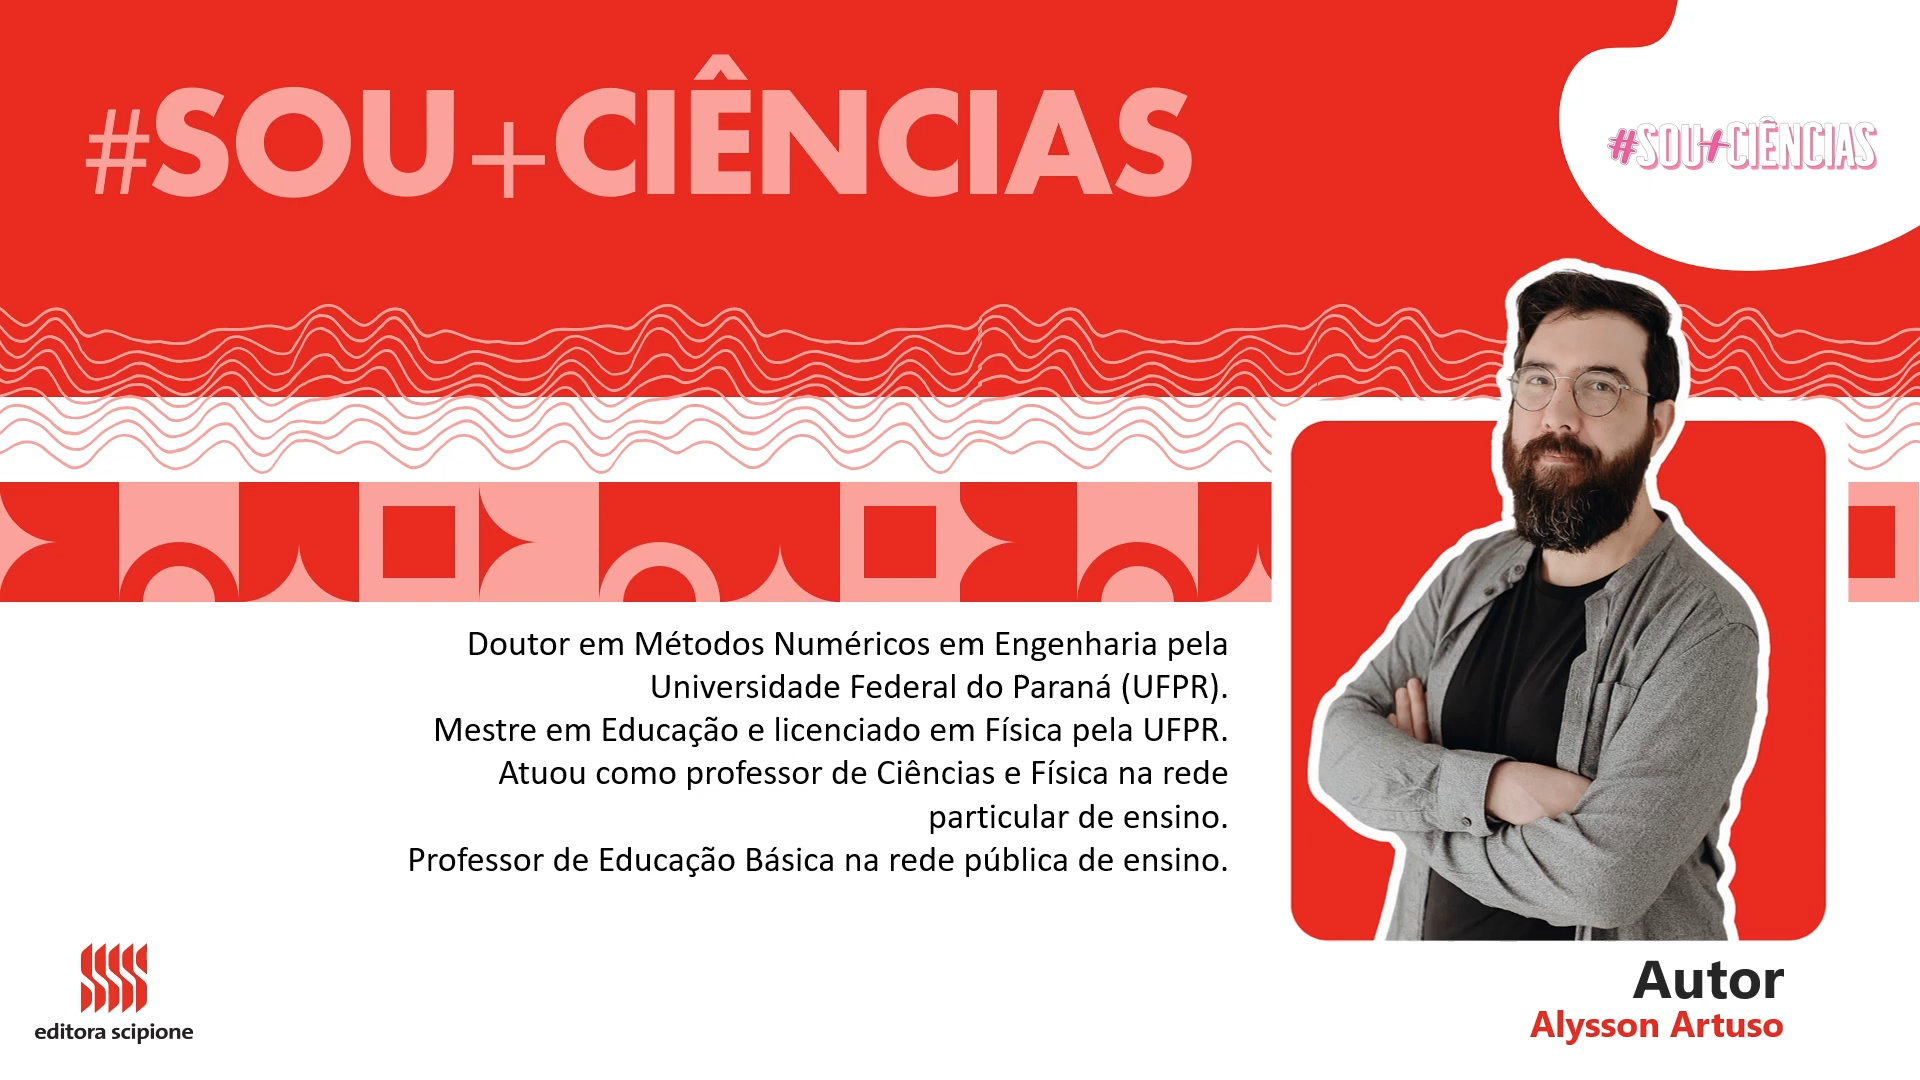 #SOU+CIÊNCIAS
#SOU+CIÊNCIAS
Doutor em Métodos Numéricos em Engenharia pela
Universidade Federal do Paraná (UFPR).
Mestre em Educação e licenciado em Física pela UFPR.
Atuou como professor de Ciências e Física na rede
particular de ensino.
Professor de Educação Básica na rede pública de ensino.
editora scipione
Autor
Alysson Artuso